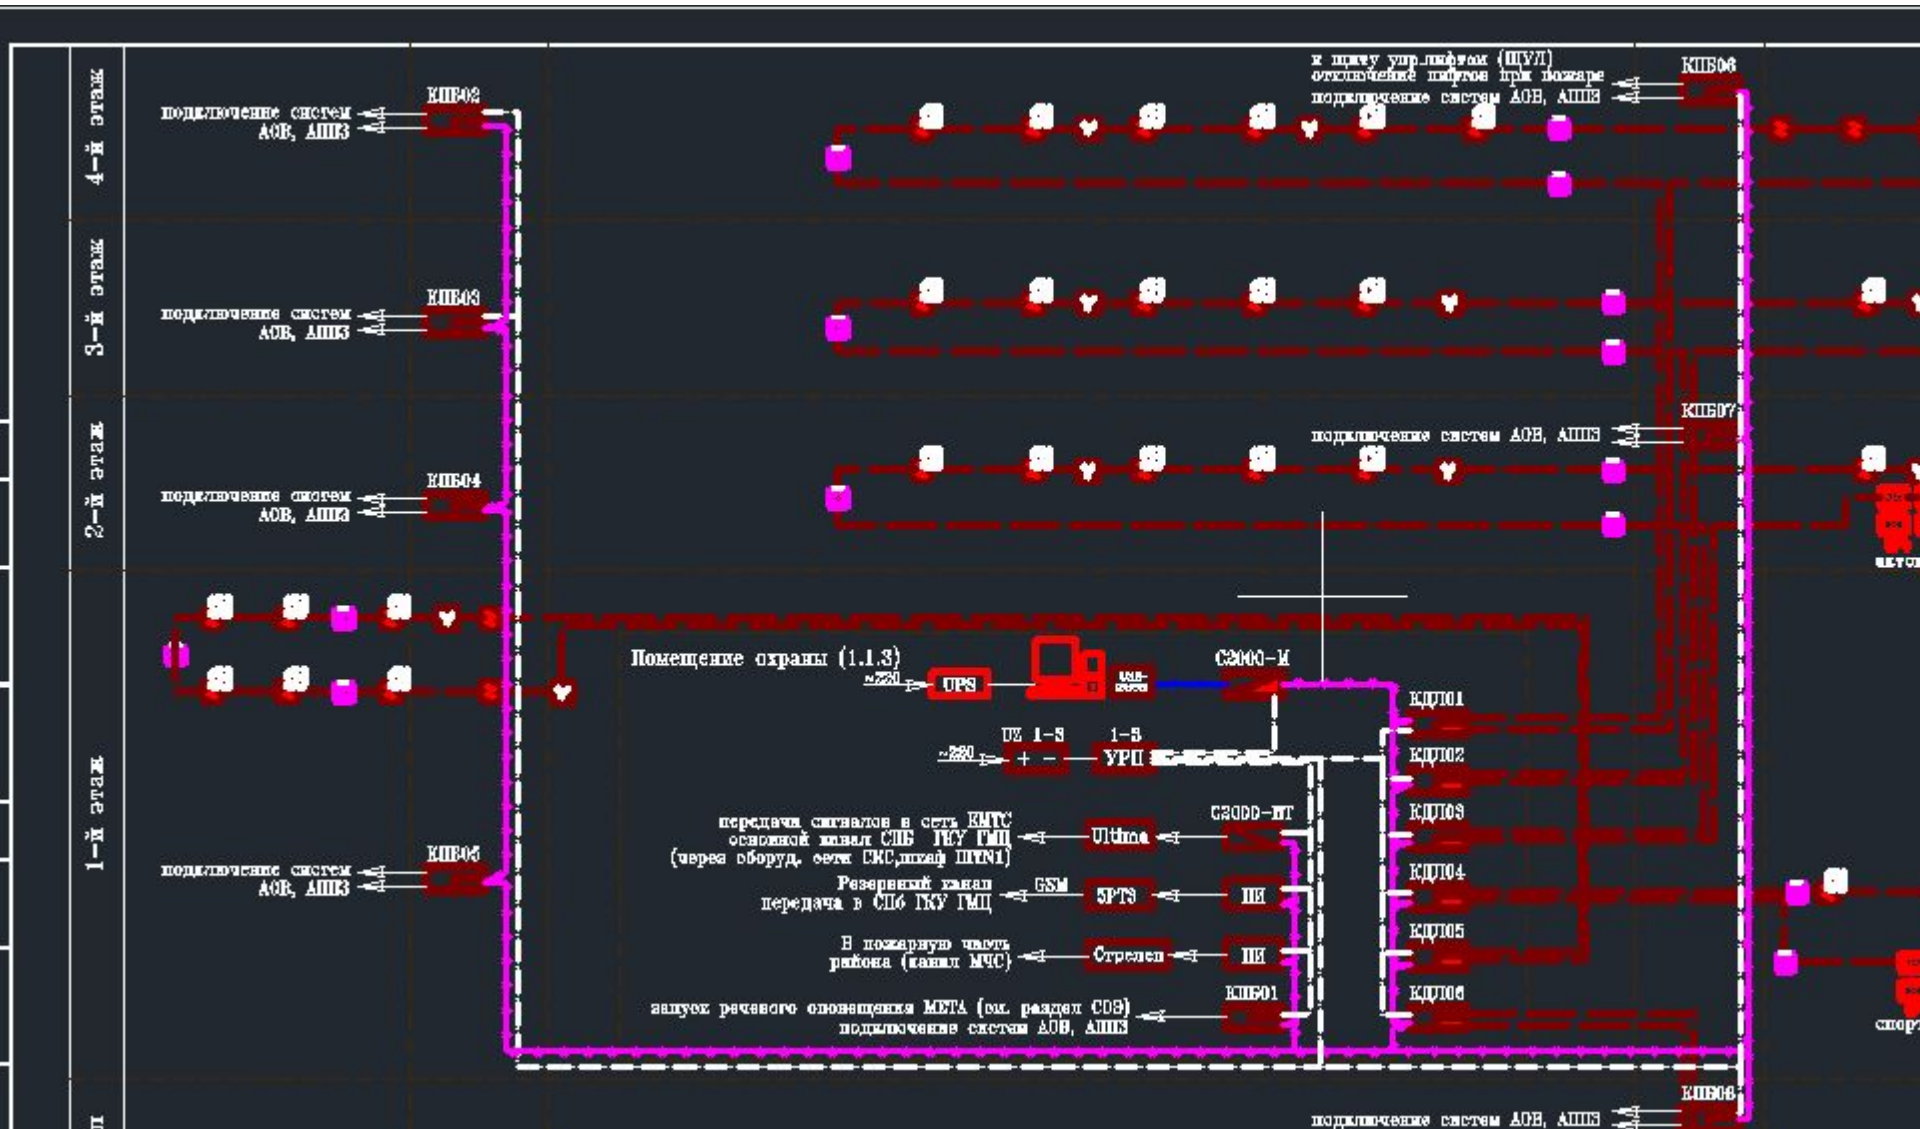 4-й этаж
КПБ02
подключение систем
АОВ, АППЗ
к щиту упр.лифтом (ЩУЛ)
отключение лифтов при пожаре
подключение систем АОВ, АППЗ
КПБ06
3-й этаж
КПБ03
подключение систем
АОВ, АППЗ
2-й этаж
КПБ04
подключение систем
АОВ, АППЗ
КПБ07
подключение систем АОВ, АППЗ
1-й этаж
Помещение охраны (1.1.3)
~220
UPS
С2000-М
UZ 1-3
1-3
~220
+ -
УРП
КДЛ01
КДЛ02
КДЛ03
КДЛ04
КДЛ05
КДЛ06
передача сигналов в сеть ЕМТС
основной канал СПБ ГКУ ГМЦ
(через оборуд. сети СКС,шкаф ШТN1)
Ultima
С2000-ПТ
Резервный канал
передача в СПб ГКУ ГМЦ
GSM
ПИ
В пожарную часть
района (канал МЧС)
Стрелец
ПИ
КПБ01
запуск речевого оповещения МЕТА (см. раздел СОЭ)
подключение систем АОВ, АППЗ
КПБ05
подключение систем
АОВ, АППЗ
КПБ08
подключение систем АОВ, АППЗ